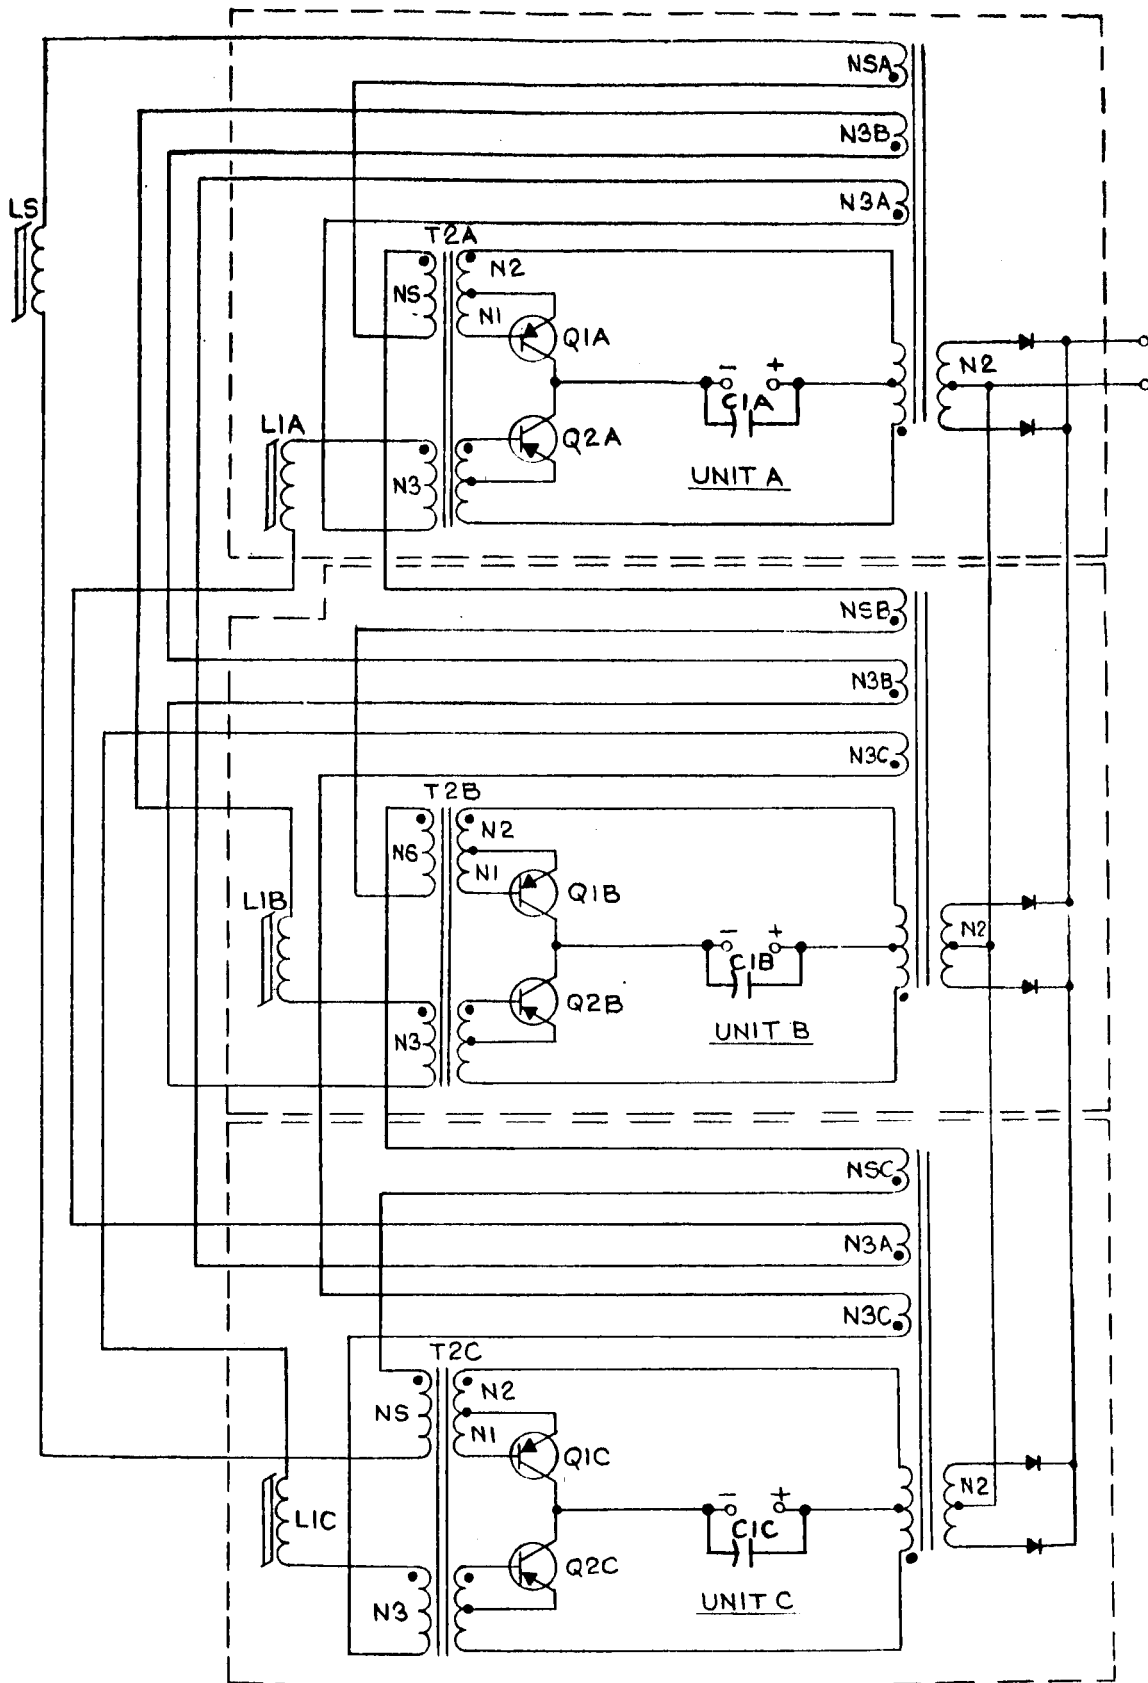 NSA
N3B
N3A
LS
T2A
N2
NS
N1
Q1A
- +
C1A
N2
L1A
Q2A
N3
UNIT A
NSB
N3B
N3C
T2B
N2
N6
N1
Q1B
L1B
- +
C1B
N2
Q2B
N3
UNIT B
NSC
N3A
N3C
T2C
N2
NS
N1
Q1C
- +
N2
L1C
C1C
Q2C
N3
UNIT C